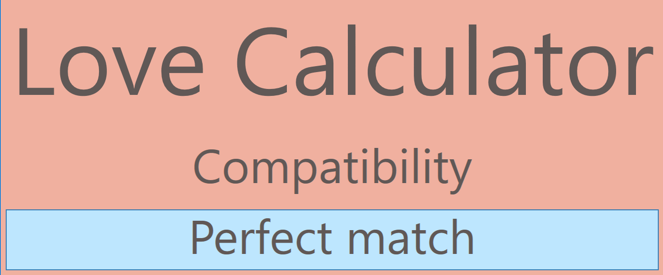 Love Calculator
Compatibility
Perfect match